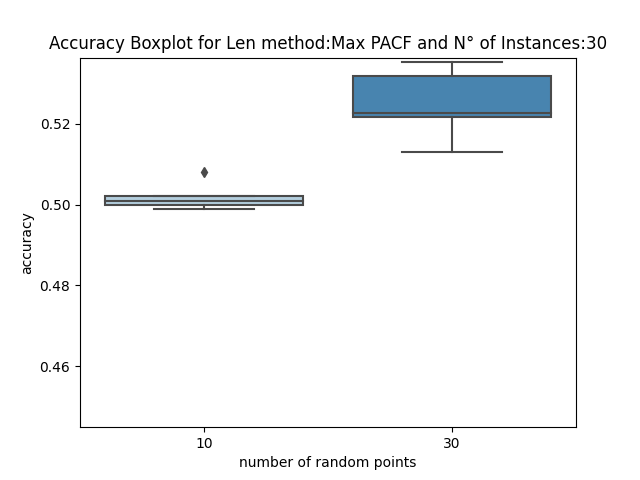 Accuracy Boxplot for Len method:Max PACF and N° of Instances:30
0.52
0.50
0.48
0.46
accuracy
10 30
number of random points